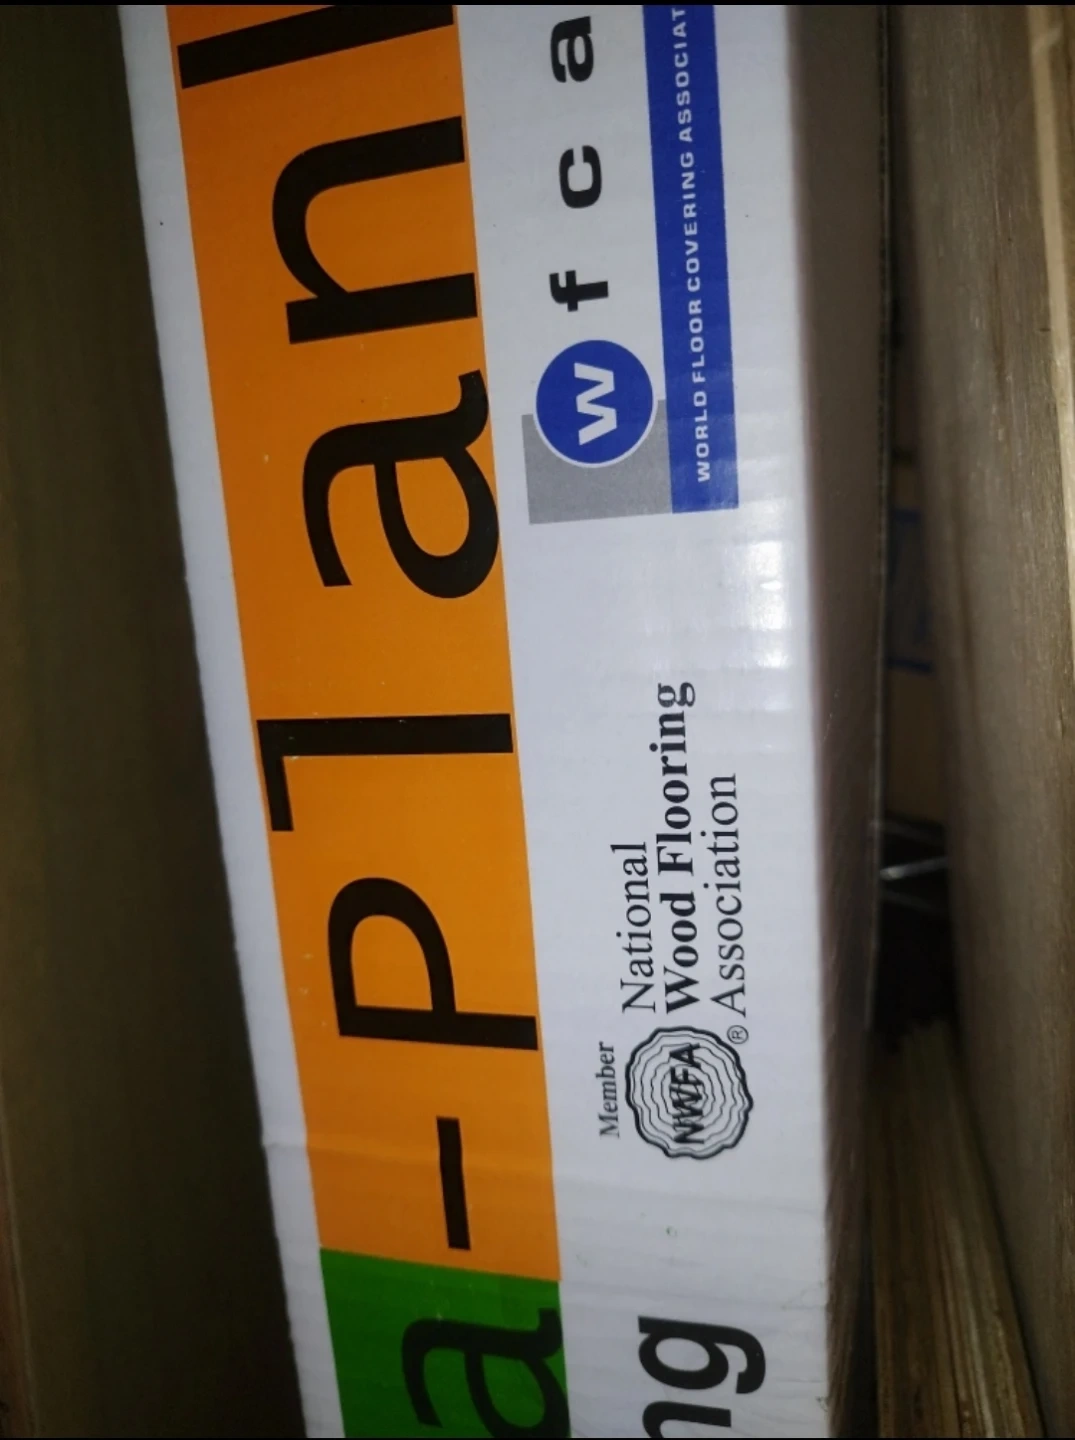 a-Plan
ng
Member
NWFA
National
Wood Flooring
® Association
w f c a
WORLD FLOOR COVERING ASSOCIAT